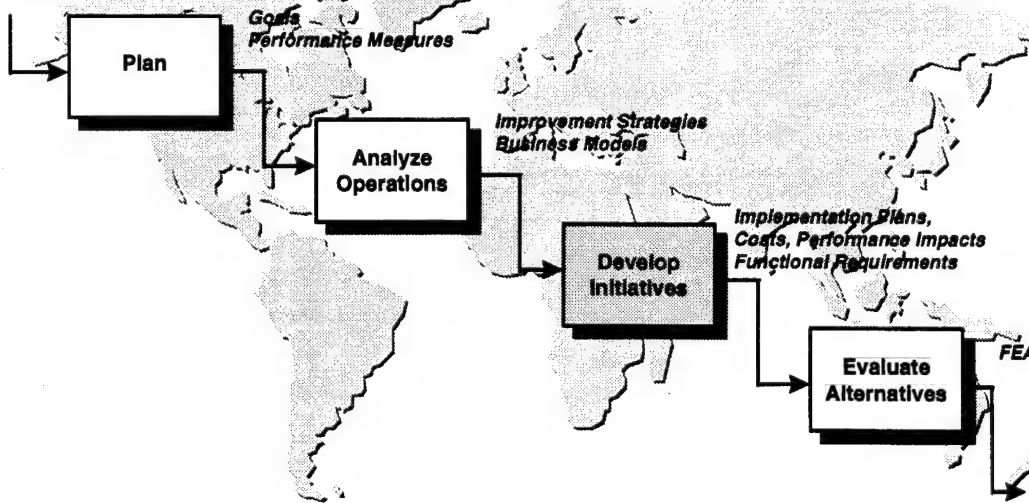 Goals
Performance Measures
Plan
Improvement Strategies
Business Models
Analyze
Operations
Implementation Plans,
Costs, Performance Impacts
Functional Requirements
Develop
Initiatives
Evaluate
Alternatives